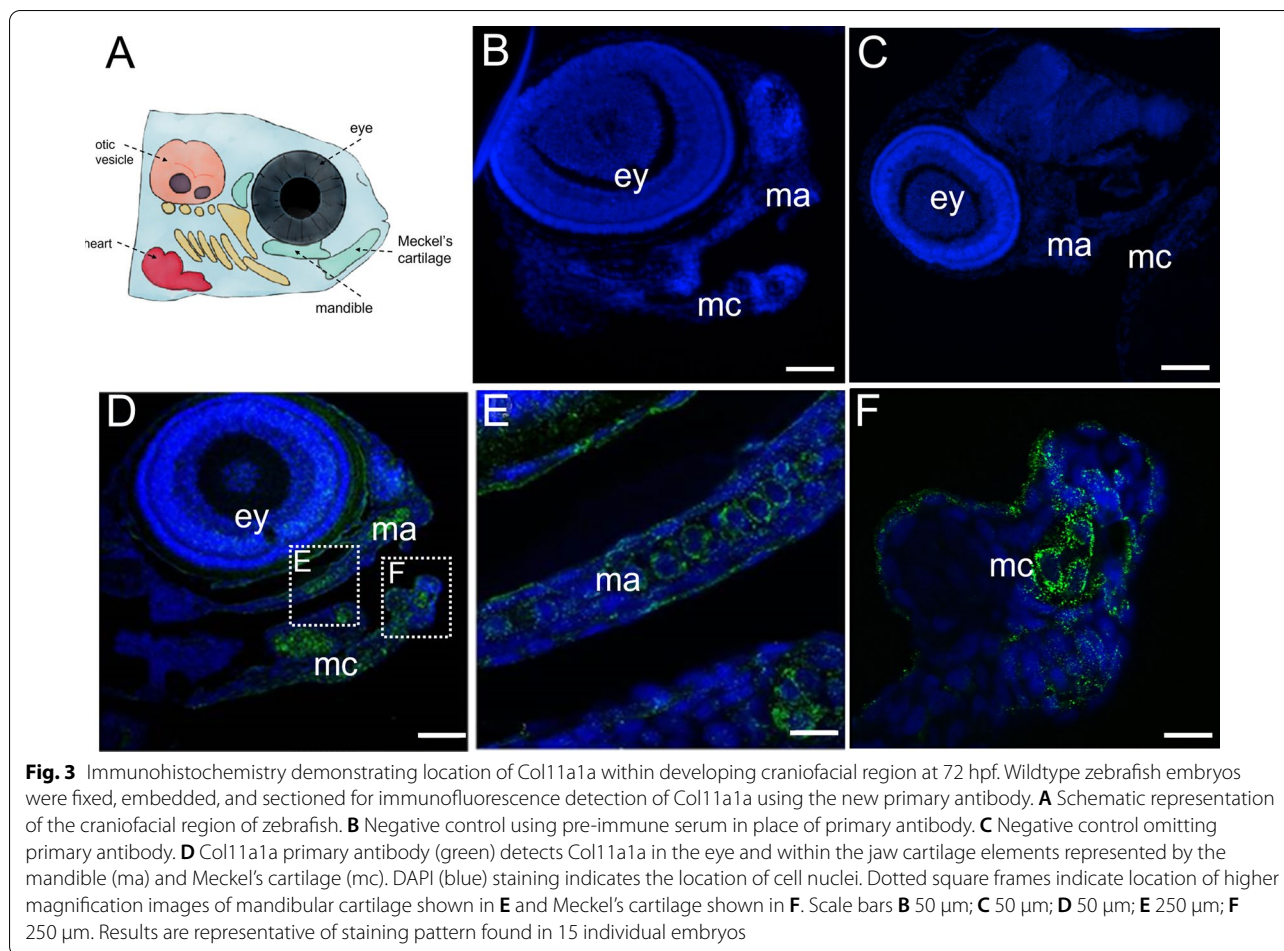 A
otic
vesicle
eye
heart
Meckel's
cartilage
mandible
B
ey
ma
mc
C
ey
ma
mc
D
ey
ma
E
F
mc
E
ma
F
mc
Fig. 3 Immunohistochemistry demonstrating location of Col11a1a within developing craniofacial region at 72 hpf. Wildtype zebrafish embryos
were fixed, embedded, and sectioned for immunofluorescence detection of Col11a1a using the new primary antibody. A Schematic representation
of the craniofacial region of zebrafish. B Negative control using pre-immune serum in place of primary antibody. C Negative control omitting
primary antibody. D Col11a1a primary antibody (green) detects Col11a1a in the eye and within the jaw cartilage elements represented by the
mandible (ma) and Meckel's cartilage (mc). DAPI (blue) staining indicates the location of cell nuclei. Dotted square frames indicate location of higher
magnification images of mandibular cartilage shown in E and Meckel's cartilage shown in F. Scale bars B 50 µm; C 50 µm; D 50 µm; E 250 µm; F
250 µm. Results are representative of staining pattern found in 15 individual embryos